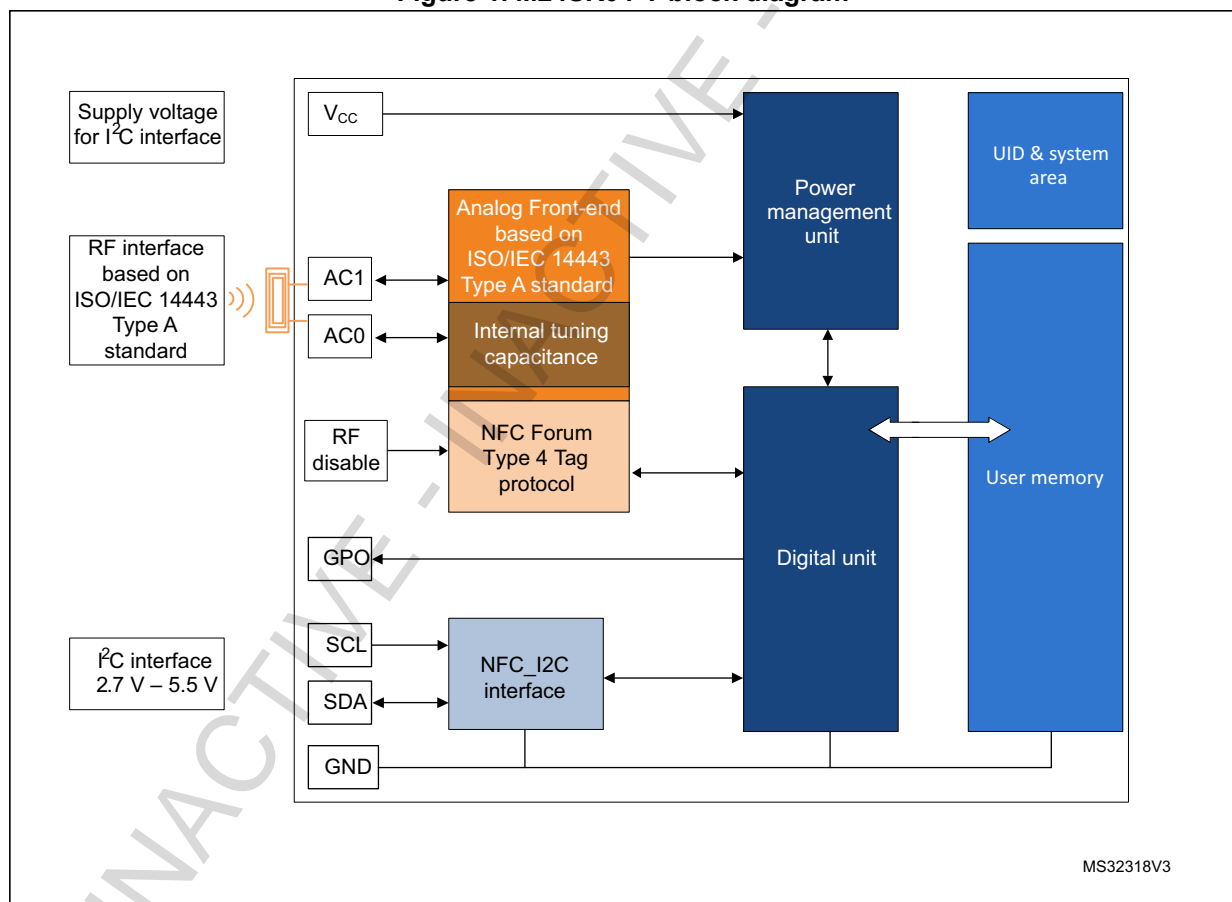 Supply voltage
for I²C interface
RF interface
based on
ISO/IEC 14443
Type A
standard
I²C interface
2.7 V – 5.5 V
VCC
AC1
AC0
RF
disable
GPO
SCL
SDA
GND
Analog Front-end
based on
ISO/IEC 14443
Type A standard
Internal tuning
capacitance
NFC Forum
Type 4 Tag
protocol
NFC_I2C
interface
Power
management
unit
Digital unit
UID & system
area
User memory
MS32318V3
INACTIVE - INACTIVE -